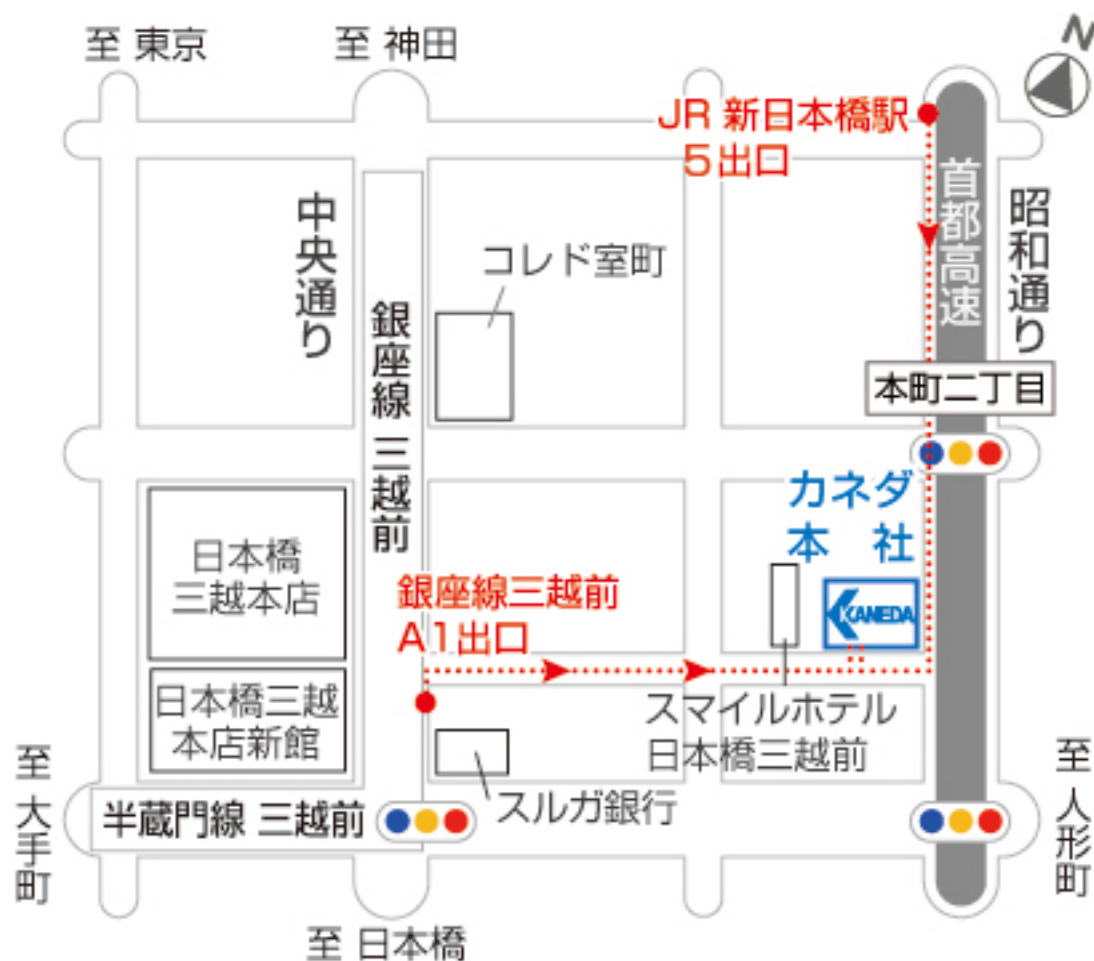 至 東京
至 神田
N
JR 新日本橋駅
5出口
首都高速
昭和通り
中央通り
コレド室町
銀座線 三越前
本町二丁目
カネダ
本 社
日本橋
三越本店
KANEDA
銀座線三越前
A1出口
日本橋三越
本店新館
スマイルホテル
日本橋三越前
至 大手町
半蔵門線 三越前
スルガ銀行
至 人形町
至 日本橋